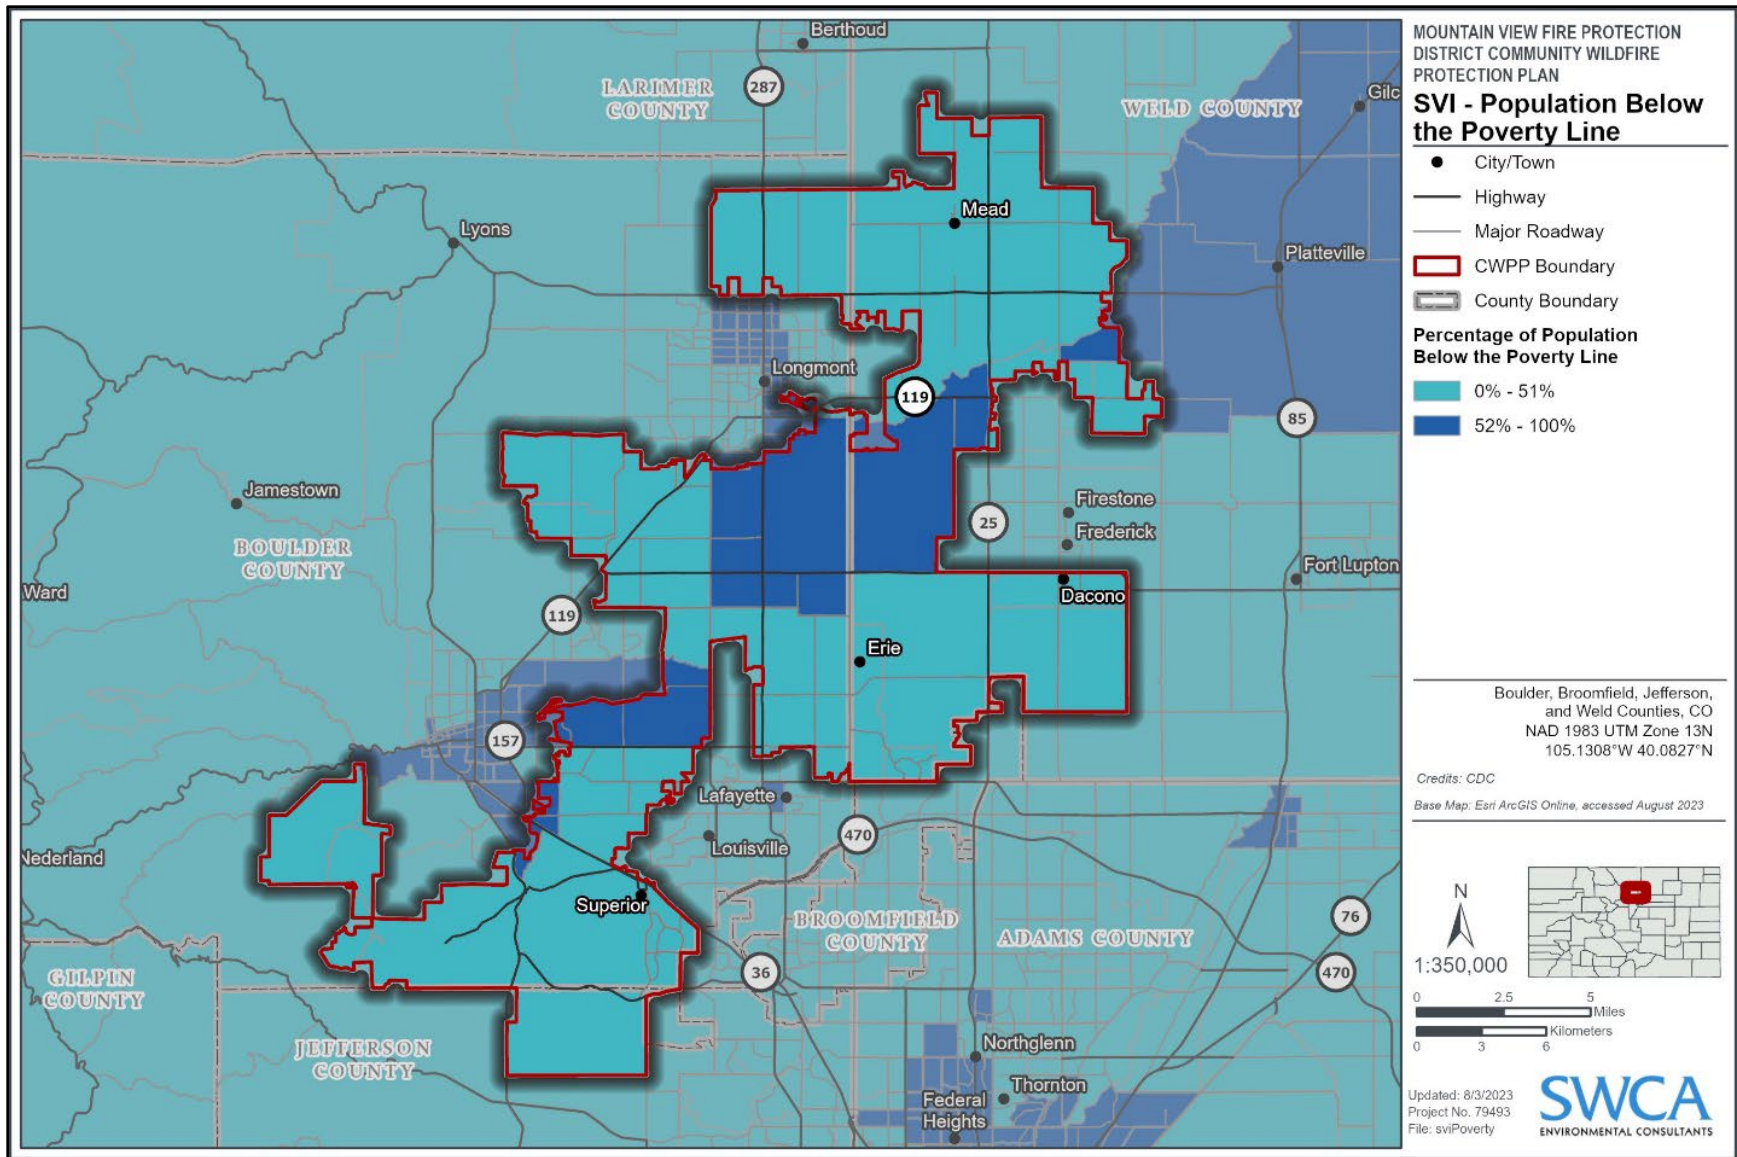 MOUNTAIN VIEW FIRE PROTECTION
DISTRICT COMMUNITY WILDFIRE
PROTECTION PLAN
SVI - Population Below
the Poverty Line
City/Town
Highway
Major Roadway
CWPP Boundary
County Boundary
Percentage of Population
Below the Poverty Line
0% - 51%
52% - 100%
Boulder, Broomfield, Jefferson,
and Weld Counties, CO
NAD 1983 UTM Zone 13N
105.1308°W 40.0827°N
Credits: CDC
Base Map: Esri ArcGIS Online, accessed August 2023
N
1:350,000
0 2.5 5
Miles
Kilometers
0 3 6
Updated: 8/3/2023
Project No. 79493
File: sviPoverty
SWCA
ENVIRONMENTAL CONSULTANTS
Berthoud
LARIMER
COUNTY
287
WELD COUNTY
Gilc
Mead
Lyons
Platteville
Longmont
119
85
Jamestown
Firestone
25
Frederick
BOULDER
COUNTY
Ward
Fort Lupton
Dacono
119
Erie
157
Lafayette
470
Louisville
Nederland
Superior
BROOMFIELD
COUNTY
ADAMS COUNTY
76
GILPIN
COUNTY
36
470
JEFFERSON
COUNTY
Northglenn
Thornton
Federal
Heights